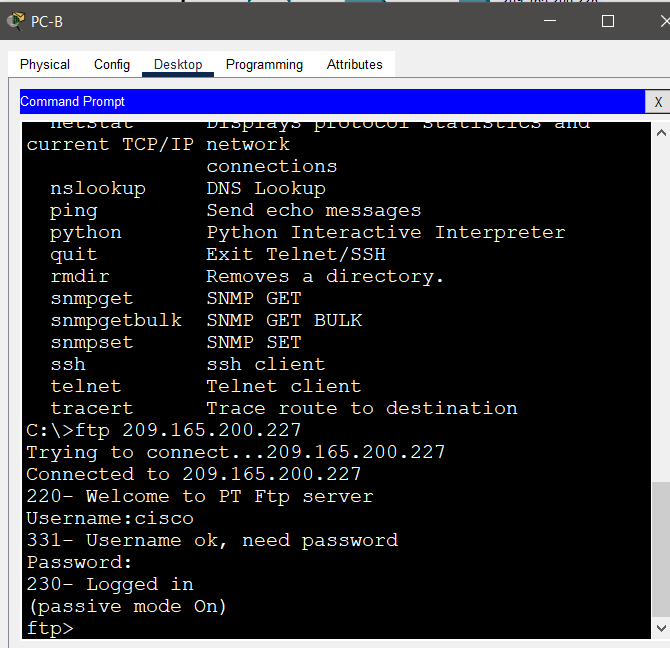 PC-B
Physical Config Desktop Programming Attributes
Command Prompt X
netstat Displays protocol statistics and
current TCP/IP network
connections
nslookup DNS Lookup
ping Send echo messages
python Python Interactive Interpreter
quit Exit Telnet/SSH
rmdir Removes a directory.
snmpget SNMP GET
snmpgetbulk SNMP GET BULK
snmpset SNMP SET
ssh ssh client
telnet Telnet client
tracert Trace route to destination
C:\>ftp 209.165.200.227
Trying to connect...209.165.200.227
Connected to 209.165.200.227
220- Welcome to PT Ftp server
Username:cisco
331- Username ok, need password
Password:
230- Logged in
(passive mode On)
ftp>